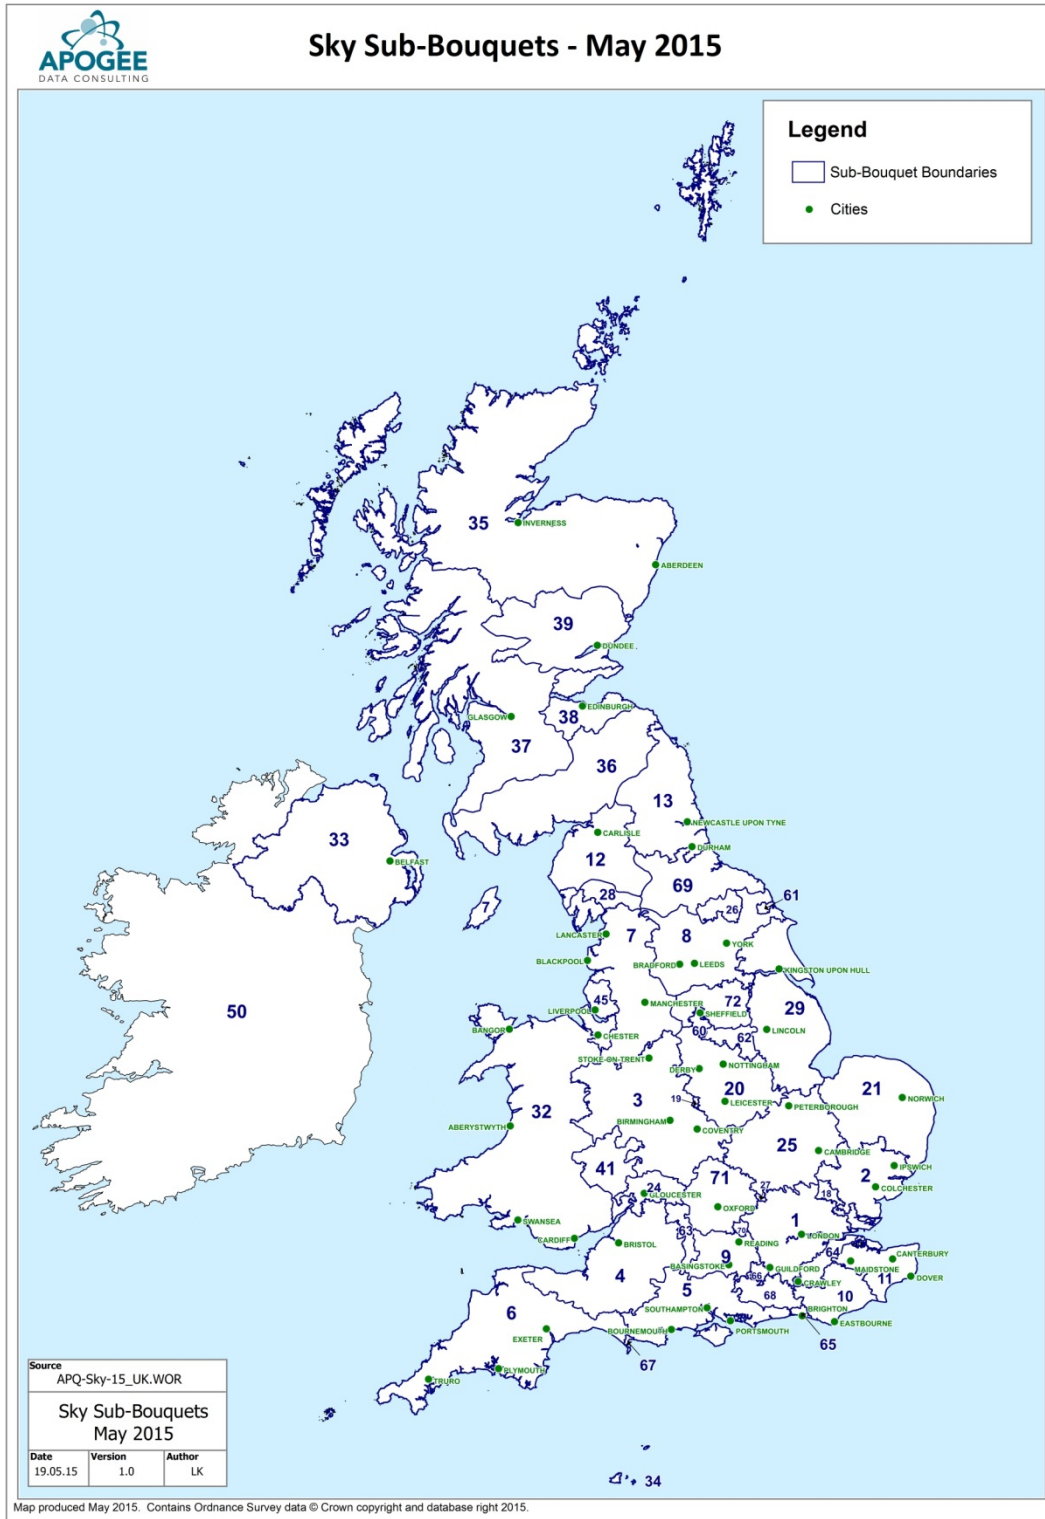 APOGEE
DATA CONSULTING
Sky Sub-Bouquets - May 2015
Legend
Sub-Bouquet Boundaries
Cities
35
INVERNESS
ABERDEEN
39
DUNDEE
EDINBURGH
38
GLASGOW
37
36
13
NEWCASTLE UPON TYNE
CARLISLE
33
DURHAM
BELFAST
12
69
28
26
61
7
LANCASTER
7
8
YORK
BLACKPOOL
BRADFORD
LEEDS
KINGSTON UPON HULL
45
MANCHESTER
72
29
50
LIVERPOOL
SHEFFIELD
BANGOR
60
LINCOLN
CHESTER
62
STOKE-ON-TRENT
NOTTINGHAM
DERBY
20
21
3
19
LEICESTER
NORWICH
32
PETERBOROUGH
BIRMINGHAM
ABERYSTWYTH
COVENTRY
25
CAMBRIDGE
41
71
IPSWICH
2
24
27
COLCHESTER
GLOUCESTER
18
OXFORD
SWANSEA
1
63
70
LONDON
CARDIFF
BRISTOL
READING
64
CANTERBURY
9
BASINGSTOKE
GUILDFORD
MAIDSTONE
4
66
CRAWLEY
11
DOVER
5
68
10
SOUTHAMPTON
BRIGHTON
6
EXETER
BOURNEMOUTH
PORTSMOUTH
EASTBOURNE
65
67
PLYMOUTH
TRURO
34
Source
APQ-Sky-15_UK.WOR
Sky Sub-Bouquets
May 2015
Date Version Author
19.05.15 1.0 LK
Map produced May 2015. Contains Ordnance Survey data © Crown copyright and database right 2015.